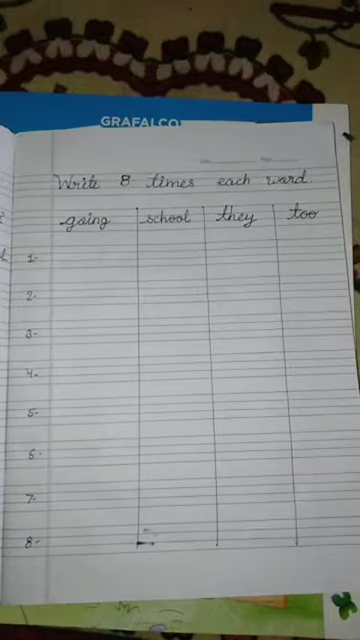 GRAFALCO
Write 8 times each word.
going school they too
1-
2-
3-
4-
5-
6-
7-
8-